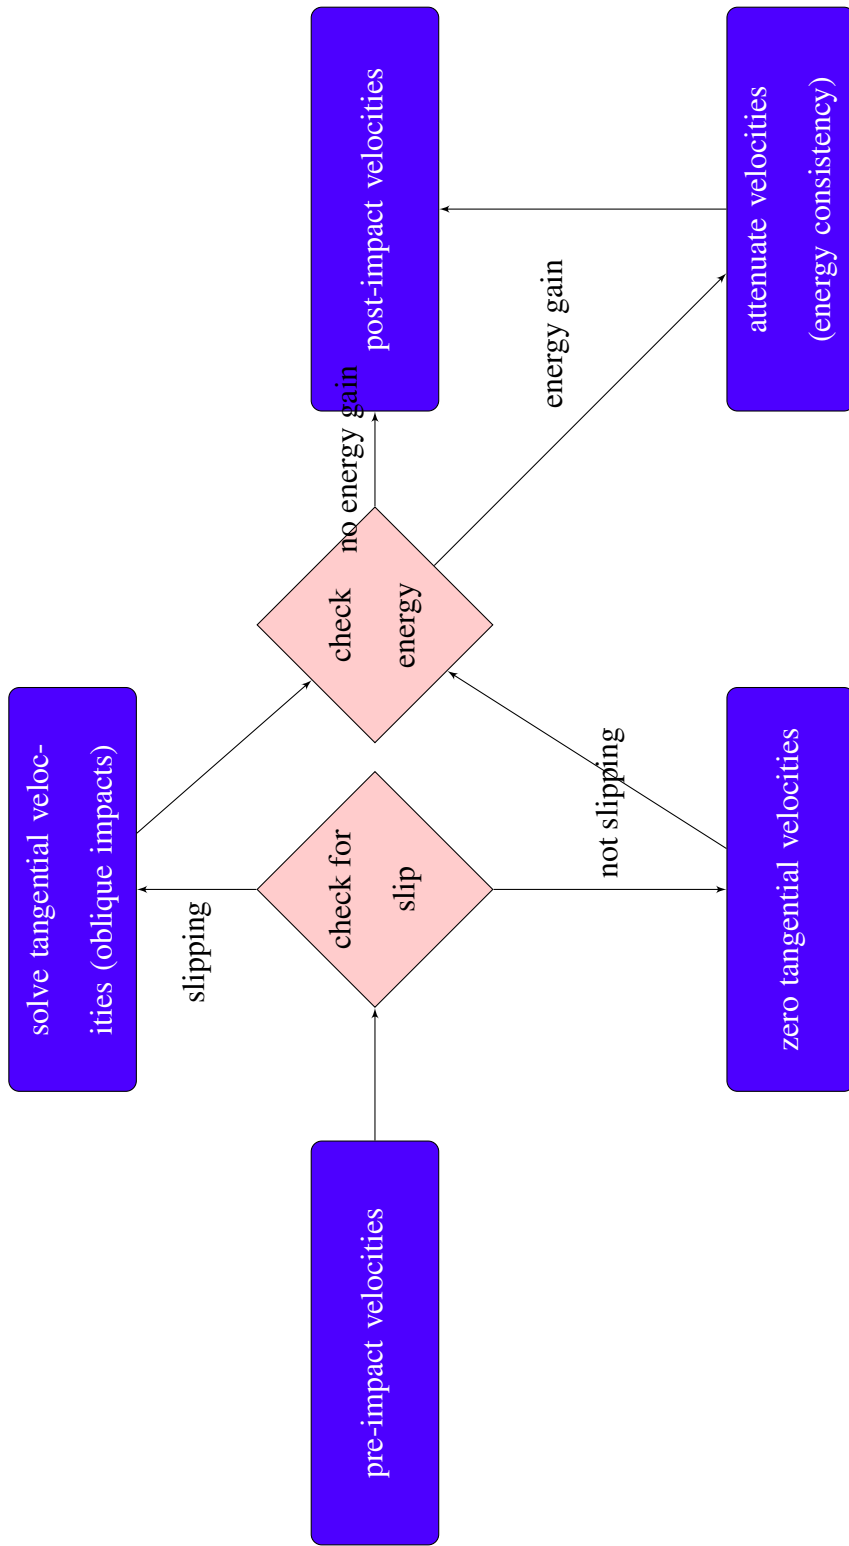 pre-impact velocities
check for
slip
slipping
solve tangential veloc-
ities (oblique impacts)
not slipping
zero tangential velocities
check
energy
no energy gain
post-impact velocities
energy gain
attenuate velocities
(energy consistency)